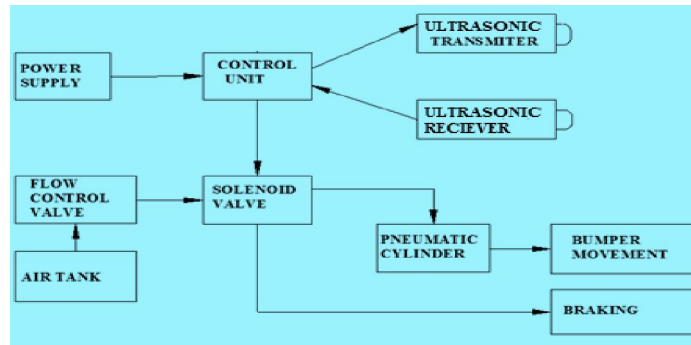 ULTRASONIC
TRANSMITER
POWER
SUPPLY
CONTROL
UNIT
ULTRASONIC
RECIEVER
FLOW
CONTROL
VALVE
SOLENOID
VALVE
PNEUMATIC
CYLINDER
BUMPER
MOVEMENT
AIR TANK
BRAKING